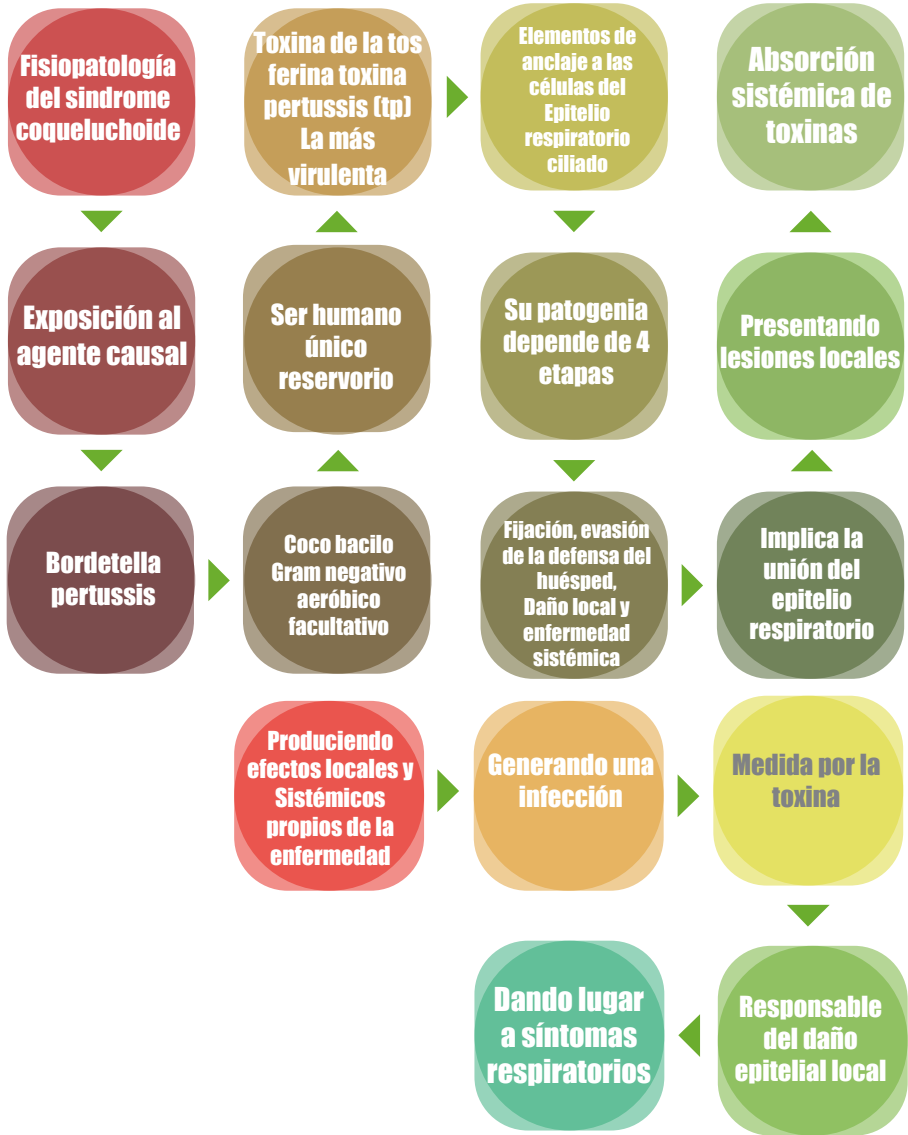 Fisiopatología
del sindrome
coqueluchoide
Exposición al
agente causal
Bordetella
pertussis
Coco bacilo
Gram negativo
aeróbico
facultativo
Ser humano
único
reservorio
Toxina de la tos
ferina toxina
pertussis (tp)
La más
virulenta
Elementos de
anclaje a las
células del
Epitelio
respiratorio
ciliado
Su patogenia
depende de 4
etapas
Fijación, evasión
de la defensa del
huésped,
Daño local y
enfermedad
sistémica
Implica la
unión del
epitelio
respiratorio
Presentando
lesiones locales
Absorción
sistémica de
toxinas
Produciendo
efectos locales y
Sistémicos
propios de la
enfermedad
Generando una
infección
Medida por la
toxina
Responsable
del daño
epitelial local
Dando lugar
a síntomas
respiratorios